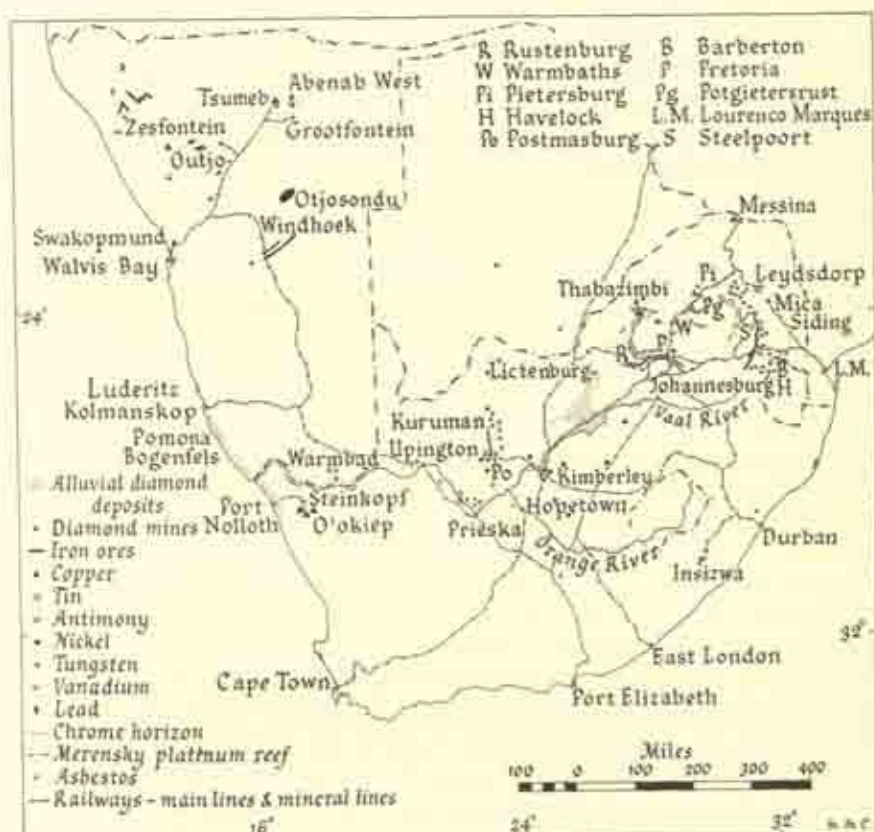 R Rustenburg
B Barberton
W Warmbaths
P Pretoria
Pi Pietersburg
Pg Potgietersrust
H Havelock
L.M. Lourenco Marques
Po Postmasburg
S Steelpoort
Abenab West
Tsumeb
Grootfontein
Zesfontein
Outjo
Otjosondu
Windhoek
Swakopmund
Walvis Bay
Messina
Pi
Leydsdorp
Thabazimbi
Pg
Mica
Siding
24°
W
S
P
R
Lictenburg
B
L.M.
Johannesburg
H
Luderitz
Kolmanskop
Vaal River
Kuruman
Pomona
Upington
Bogenfels
Warmbad
Po
Kimberley
Alluvial diamond
deposits
Steinkopf
Port
Nolloth
O'okiep
Hopetown
Prieska
Durban
Orange River
Insizwa
Diamond mines
Iron ores
Copper
Tin
Antimony
Nickel
Tungsten
Vanadium
Lead
Chrome horizon
Merensky platinum reef
Asbestos
Railways - main lines & mineral lines
32°
East London
Cape Town
Port Elizabeth
Miles
100 0 100 200 300 400
16°
24°
32°